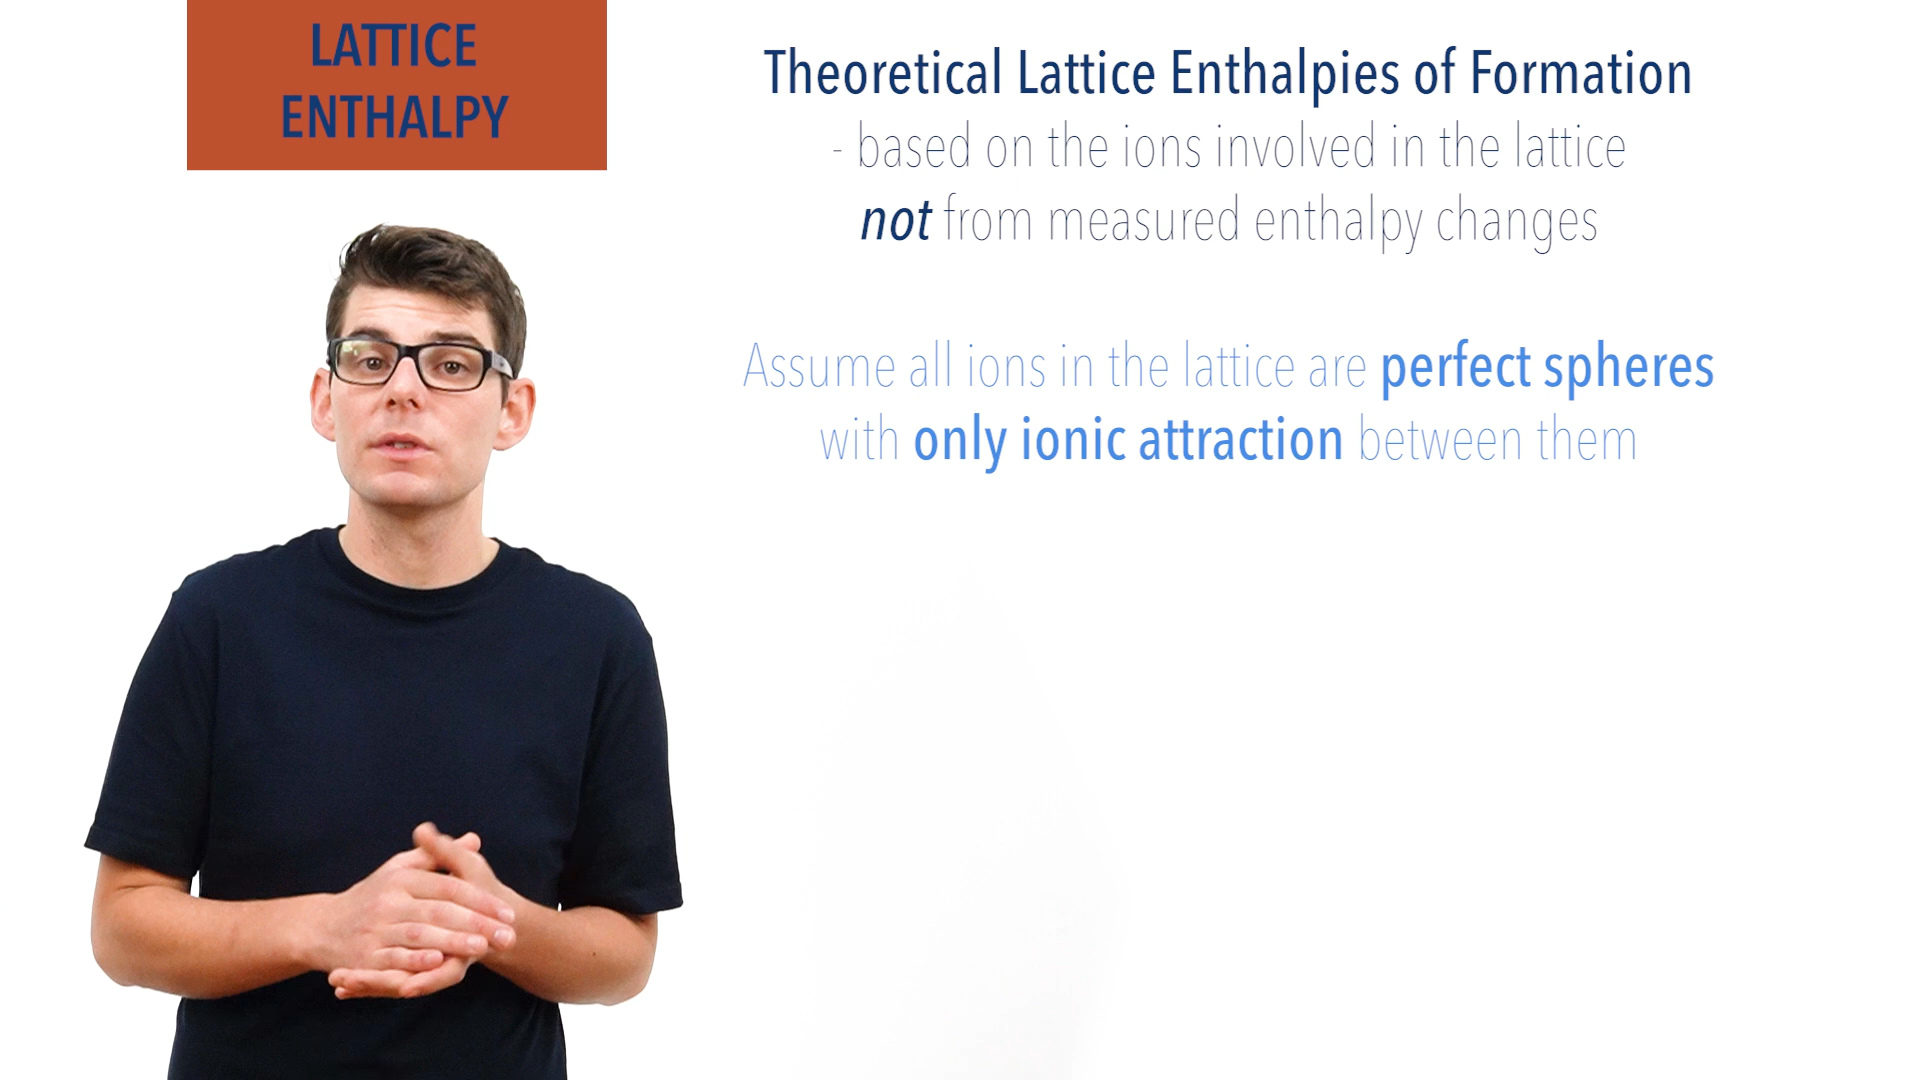 LATTICE
ENTHALPY
Theoretical Lattice Enthalpies of Formation
- based on the ions involved in the lattice
not from measured enthalpy changes
Assume all ions in the lattice are perfect spheres
with only ionic attraction between them